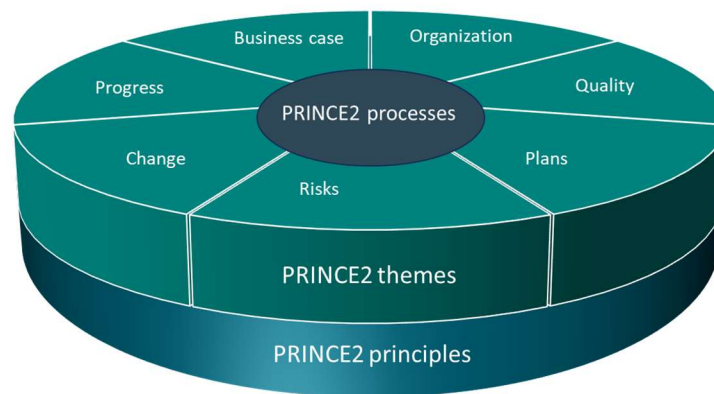 Business case
Organization
Progress
Quality
PRINCE2 processes
Change
Plans
Risks
PRINCE2 themes
PRINCE2 principles